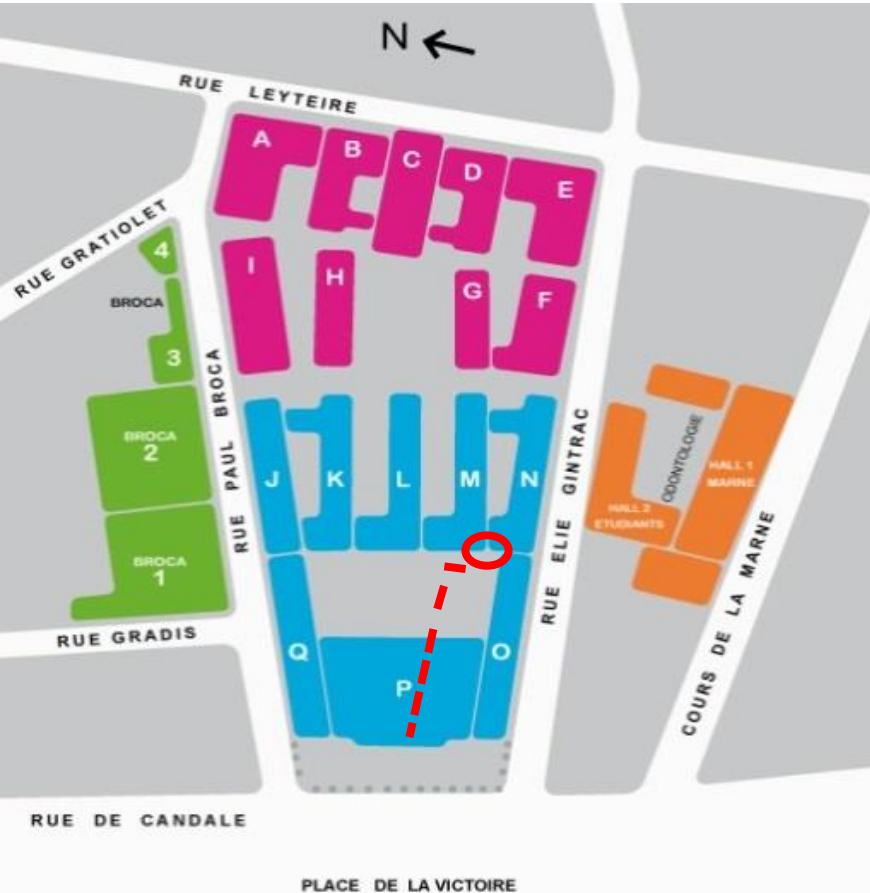 N
RUE LEYTEIRE
A
B
C
D
E
RUE GRATIOLET
4
BROCA
3
I
H
G
F
RUE PAUL BROCA
BROCA
2
J
K
L
M
N
RUE ELIE GINTRAC
ODONTOLOGIE
HALL 1
MARNE
HALL 2
ETUDIANTS
COURS DE LA MARNE
BROCA
1
RUE GRADIS
Q
P
O
RUE DE CANDALE
PLACE DE LA VICTOIRE